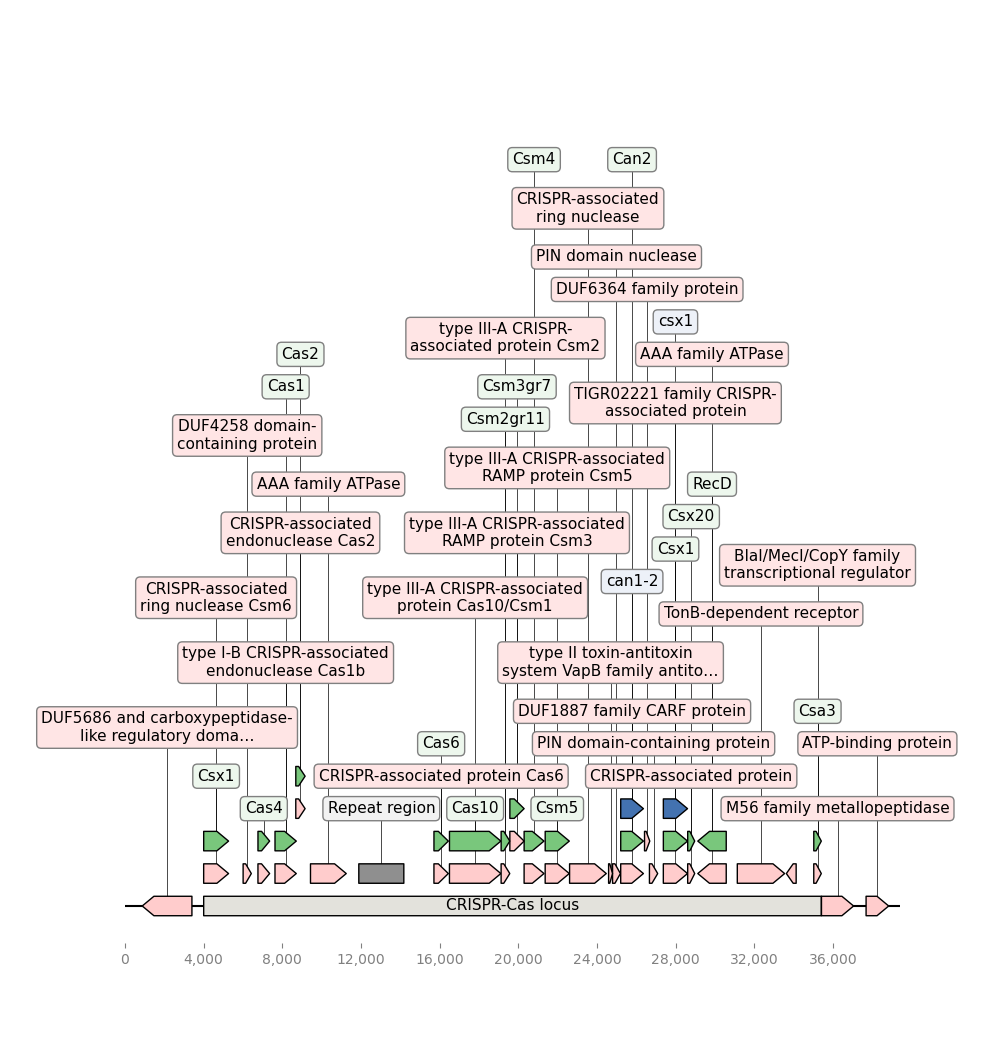 Csm4
Can2
CRISPR-associated
ring nuclease
PIN domain nuclease
DUF6364 family protein
csx1
type III-A CRISPR-
associated protein Csm2
Cas2
AAA family ATPase
Cas1
Csm3gr7
TIGR02221 family CRISPR-
associated protein
Csm2gr11
DUF4258 domain-
containing protein
type III-A CRISPR-associated
RAMP protein Csm5
AAA family ATPase
RecD
Csx20
CRISPR-associated
endonuclease Cas2
type III-A CRISPR-associated
RAMP protein Csm3
Csx1
BlaI/MecI/CopY family
transcriptional regulator
can1-2
CRISPR-associated
ring nuclease Csm6
type III-A CRISPR-associated
protein Cas10/Csm1
TonB-dependent receptor
type I-B CRISPR-associated
endonuclease Cas1b
type II toxin-antitoxin
system VapB family antito...
DUF5686 and carboxypeptidase-
like regulatory doma...
DUF1887 family CARF protein
Csa3
Cas6
PIN domain-containing protein
ATP-binding protein
Csx1
CRISPR-associated protein Cas6
CRISPR-associated protein
Cas4
Repeat region
Cas10
Csm5
M56 family metallopeptidase
CRISPR-Cas locus
0
4,000
8,000
12,000
16,000
20,000
24,000
28,000
32,000
36,000